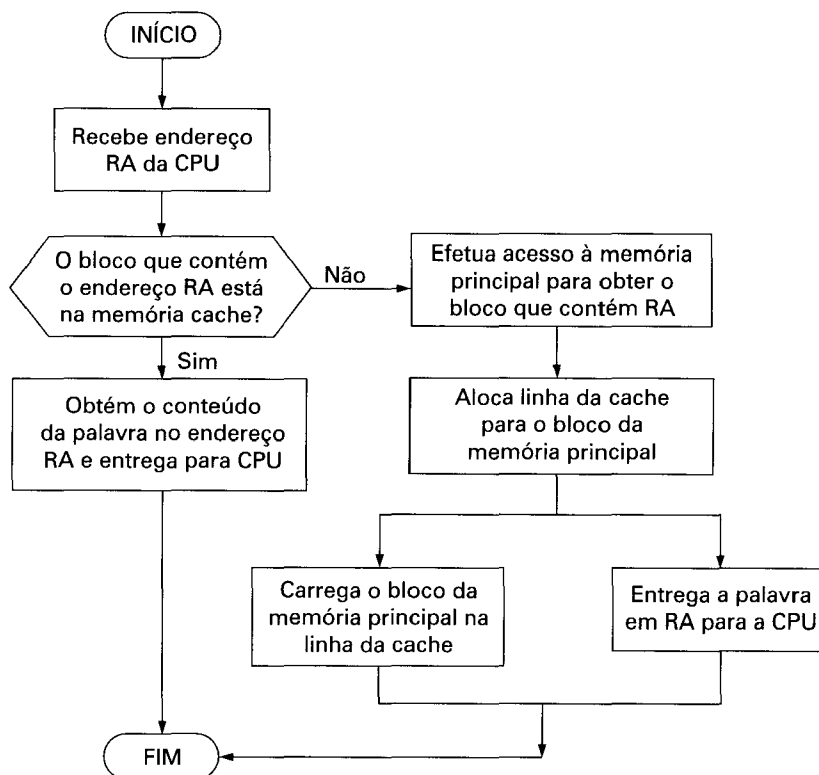 INÍCIO
Recebe endereço
RA da CPU
O bloco que contém
o endereço RA está
na memória cache?
Não
Efetua acesso à memória
principal para obter o
bloco que contém RA
Sim
Obtém o conteúdo
da palavra no endereço
RA e entrega para CPU
Aloca linha da cache
para o bloco da
memória principal
Carrega o bloco da
memória principal na
linha da cache
Entrega a palavra
em RA para a CPU
FIM